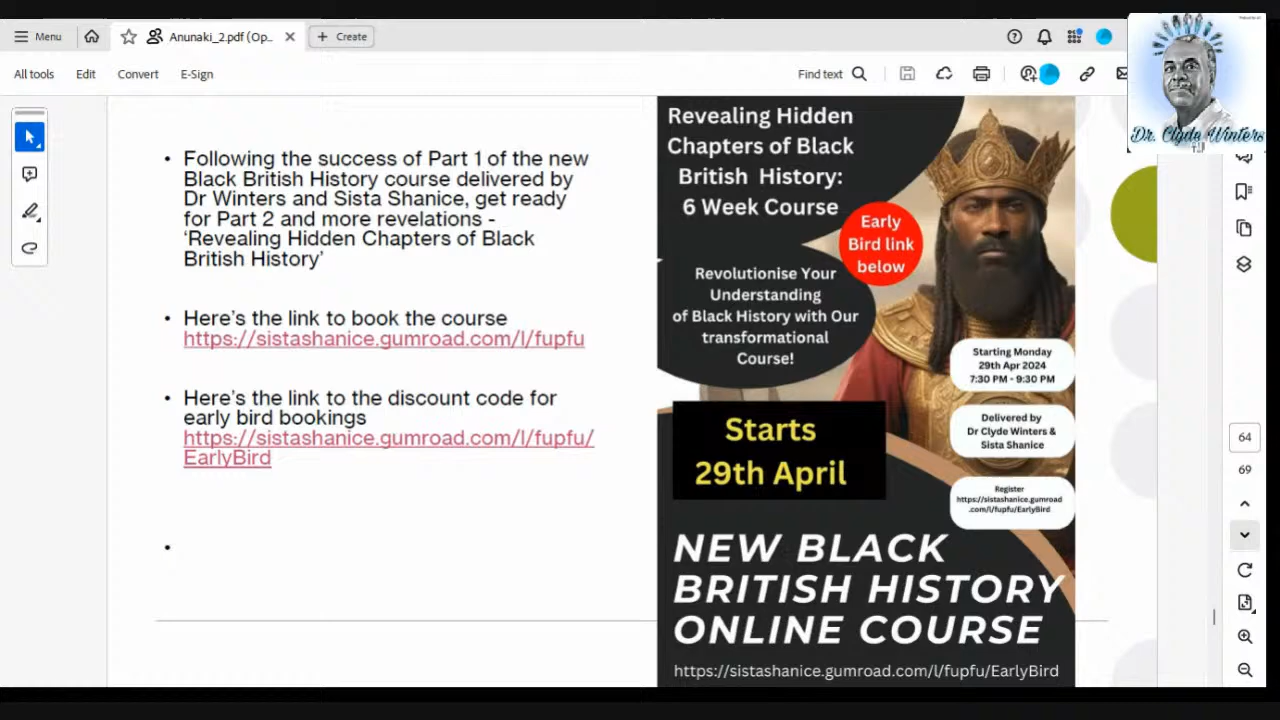 Menu
Anunaki_2.pdf (Op...
Create
All tools
Edit
Convert
E-Sign
Find text
Dr. Clyde Winters
• Following the success of Part 1 of the new
Black British History course delivered by
Dr Winters and Sista Shanice, get ready
for Part 2 and more revelations -
‘Revealing Hidden Chapters of Black
British History’
• Here’s the link to book the course
https://sistashanice.gumroad.com/l/fupfu
• Here’s the link to the discount code for
early bird bookings
https://sistashanice.gumroad.com/l/fupfu/
EarlyBird
•
Revealing Hidden
Chapters of Black
British History:
6 Week Course
Early
Bird link
below
Revolutionise Your
Understanding
of Black History with Our
transformational
Course!
Starting Monday
29th Apr 2024
7:30 PM - 9:30 PM
Delivered by
Dr Clyde Winters &
Sista Shanice
Register
https://sistashanice.gumroad
.com/l/fupfu/EarlyBird
Starts
29th April
NEW BLACK
BRITISH HISTORY
ONLINE COURSE
https://sistashanice.gumroad.com/l/fupfu/EarlyBird
64
69